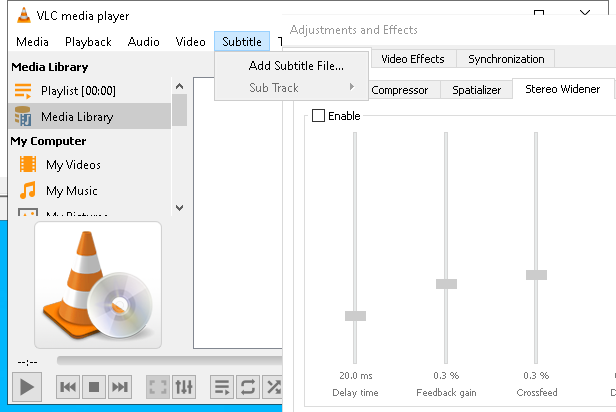 VLC media player
Media Playback Audio Video Subtitle
Adjustments and Effects
Video Effects Synchronization
Add Subtitle File...
Sub Track
Compressor Spatializer Stereo Widener
Enable
Media Library
Playlist [00:00]
Media Library
My Computer
My Videos
My Music
My Pictures
--:--
20.0 ms 0.3 % 0.3 %
Delay time Feedback gain Crossfeed